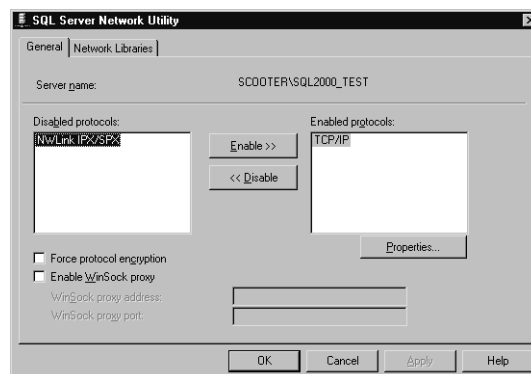 SQL Server Network Utility
General
Network Libraries
Server name:
SCOOTER\SQL2000_TEST
Disabled protocols:
Enabled protocols:
NWLink IPX/SPX
Enable >>
TCP/IP
<< Disable
Properties...
Force protocol encryption
Enable WinSock proxy
WinSock proxy address:
WinSock proxy port:
OK
Cancel
Apply
Help